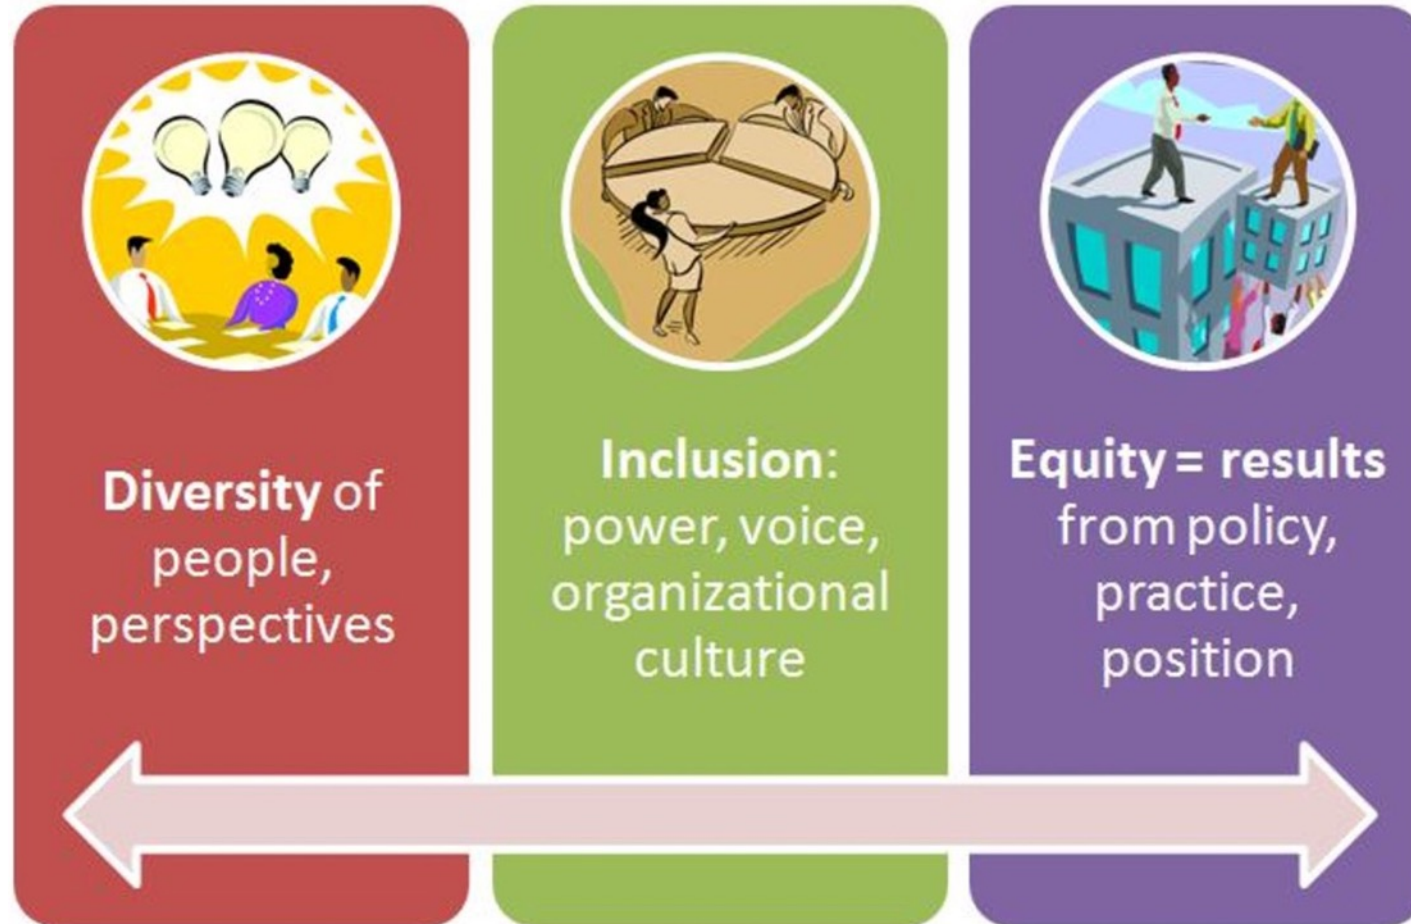 Diversity of
people,
perspectives
Inclusion:
power, voice,
organizational
culture
Equity = results
from policy,
practice,
position